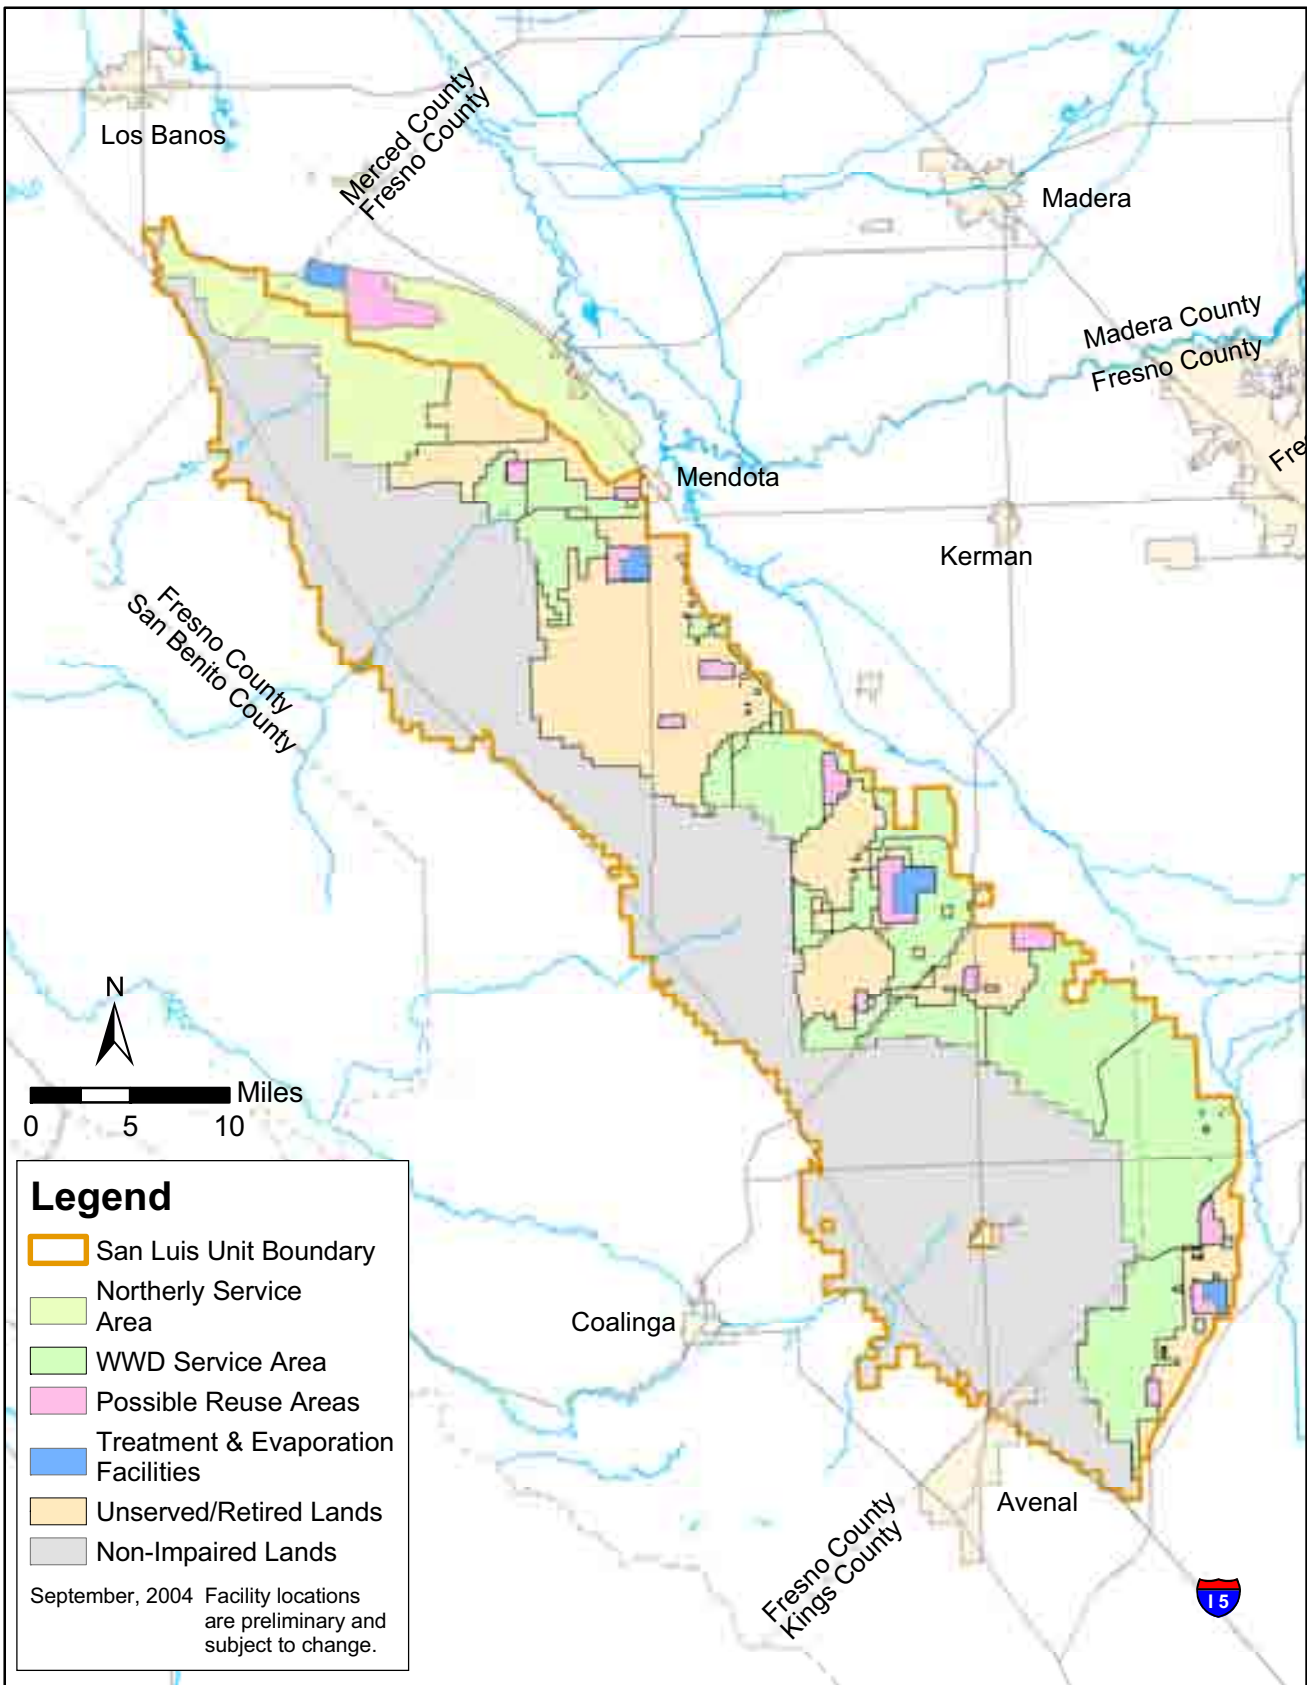 Los Banos
Merced County
Fresno County
Madera
Madera County
Fresno County
Fre
Mendota
Kerman
Fresno County
San Benito County
N
Miles
0 5 10
Legend
San Luis Unit Boundary
Northerly Service
Area
WWD Service Area
Possible Reuse Areas
Treatment & Evaporation
Facilities
Unserved/Retired Lands
Non-Impaired Lands
September, 2004 Facility locations
are preliminary and
subject to change.
Coalinga
Avenal
Fresno County
Kings County
I 5